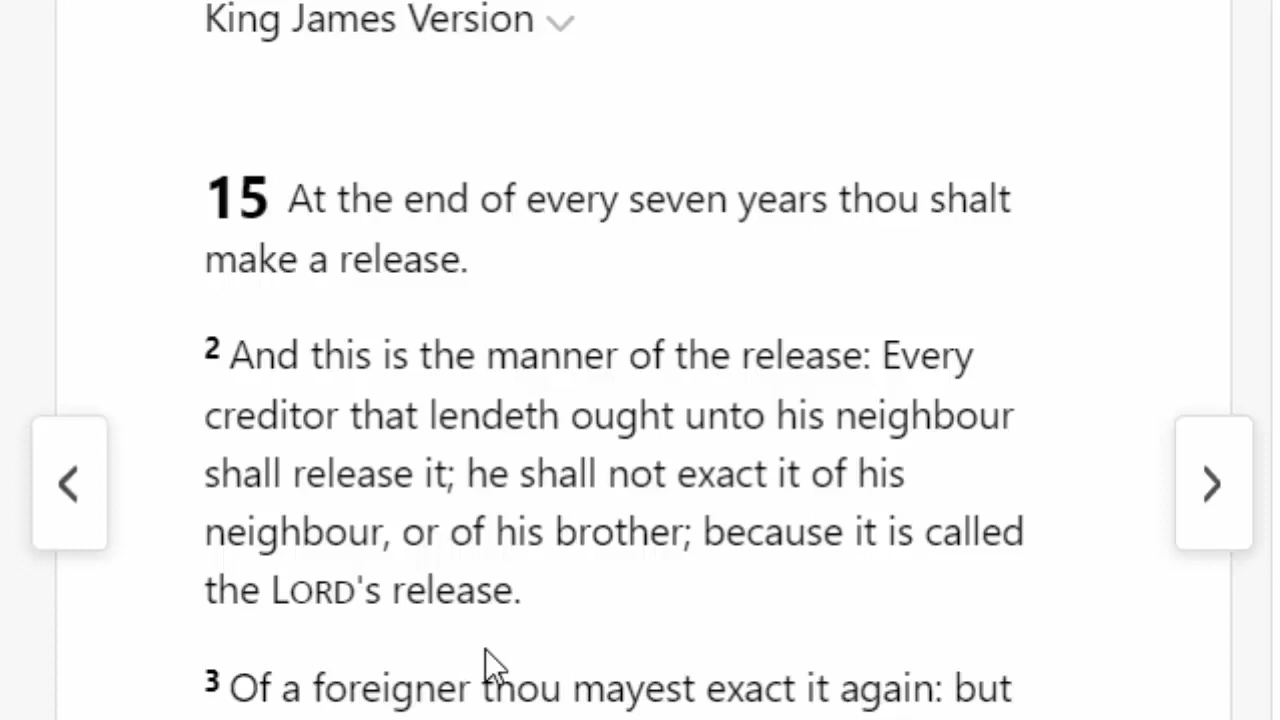 King James Version
15 At the end of every seven years thou shalt
make a release.
2 And this is the manner of the release: Every
creditor that lendeth ought unto his neighbour
shall release it; he shall not exact it of his
neighbour, or of his brother; because it is called
the LORD's release.
3 Of a foreigner thou mayest exact it again: but